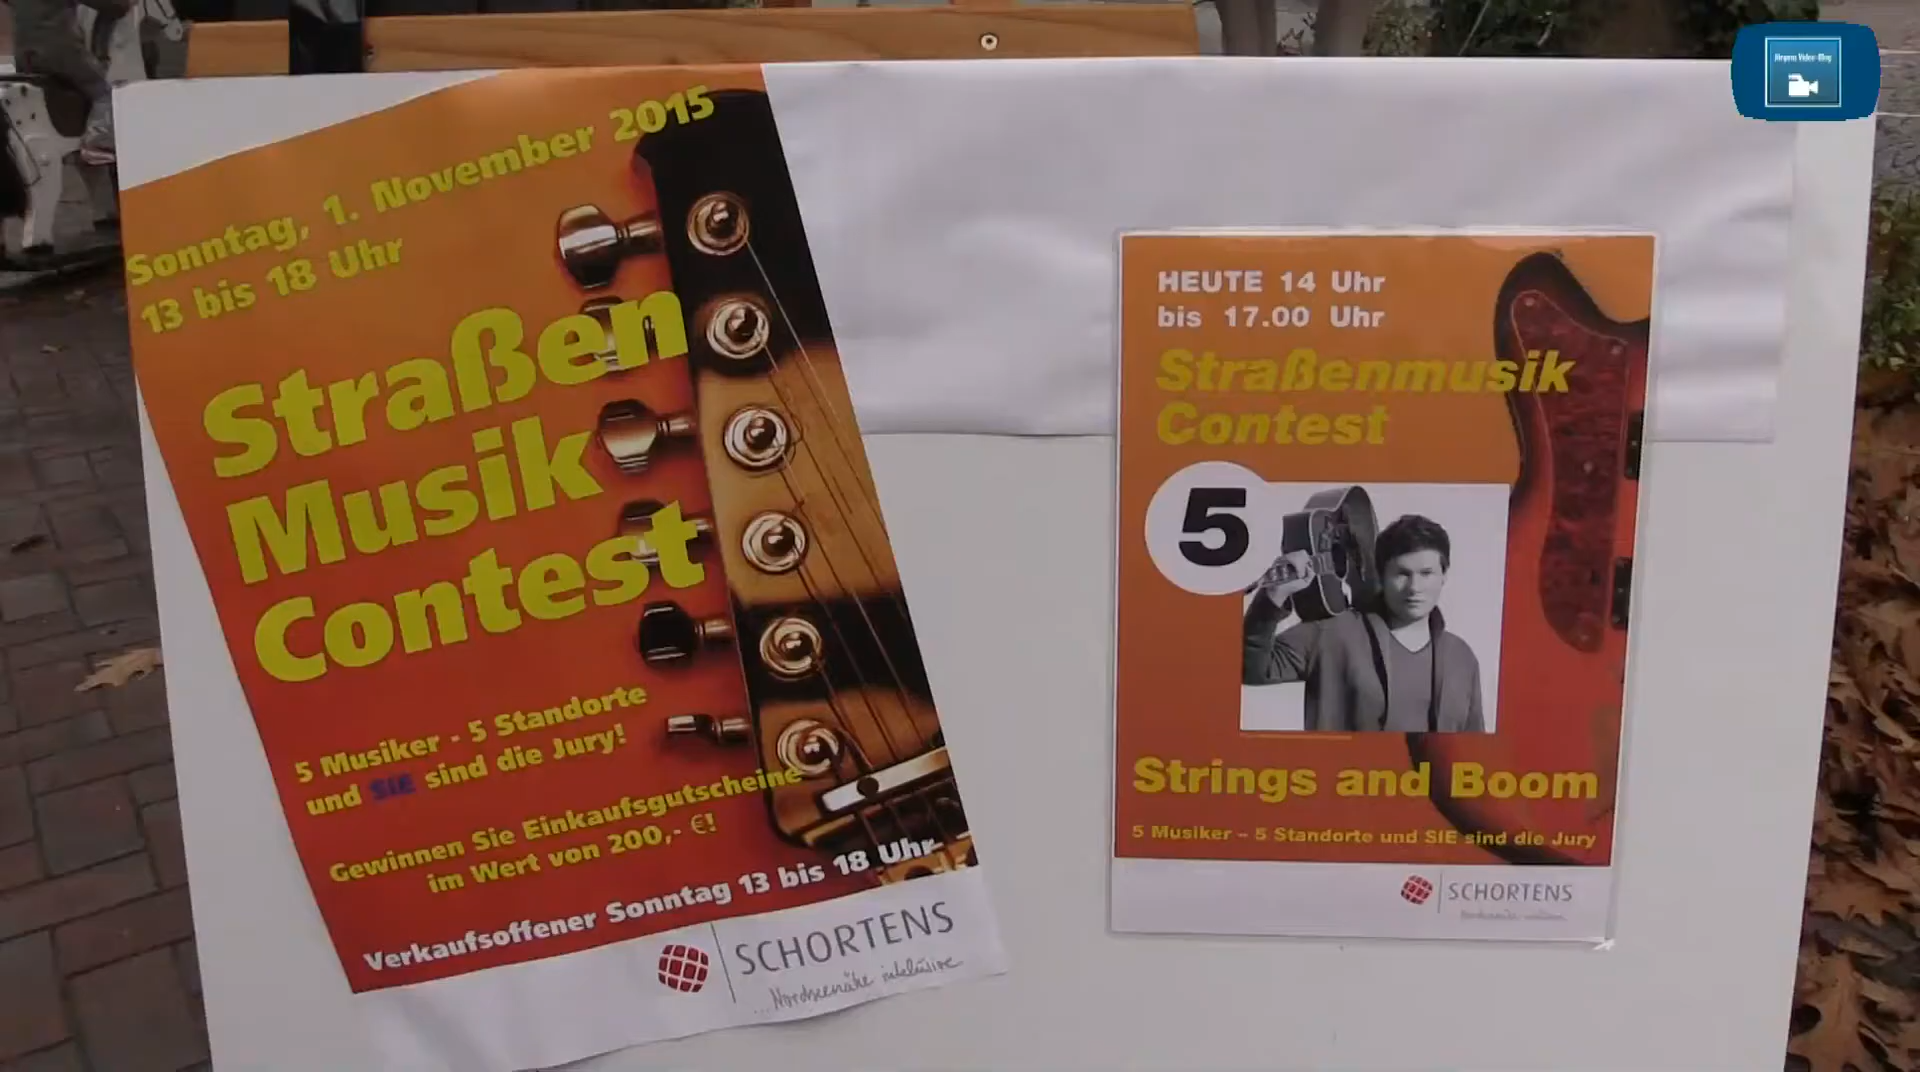 Sonntag, 1. November 2015
13 bis 18 Uhr
Straßen
Musik
Contest
5 Musiker - 5 Standorte
und SIE sind die Jury!
Gewinnen Sie Einkaufsgutscheine
im Wert von 200,- €!
Verkaufsoffener Sonntag 13 bis 18 Uhr
SCHORTENS
...Nordseenähe inklusive
HEUTE 14 Uhr
bis 17.00 Uhr
Straßenmusik
Contest
5
Strings and Boom
5 Musiker – 5 Standorte und SIE sind die Jury
SCHORTENS
Jürgens Video-Blog